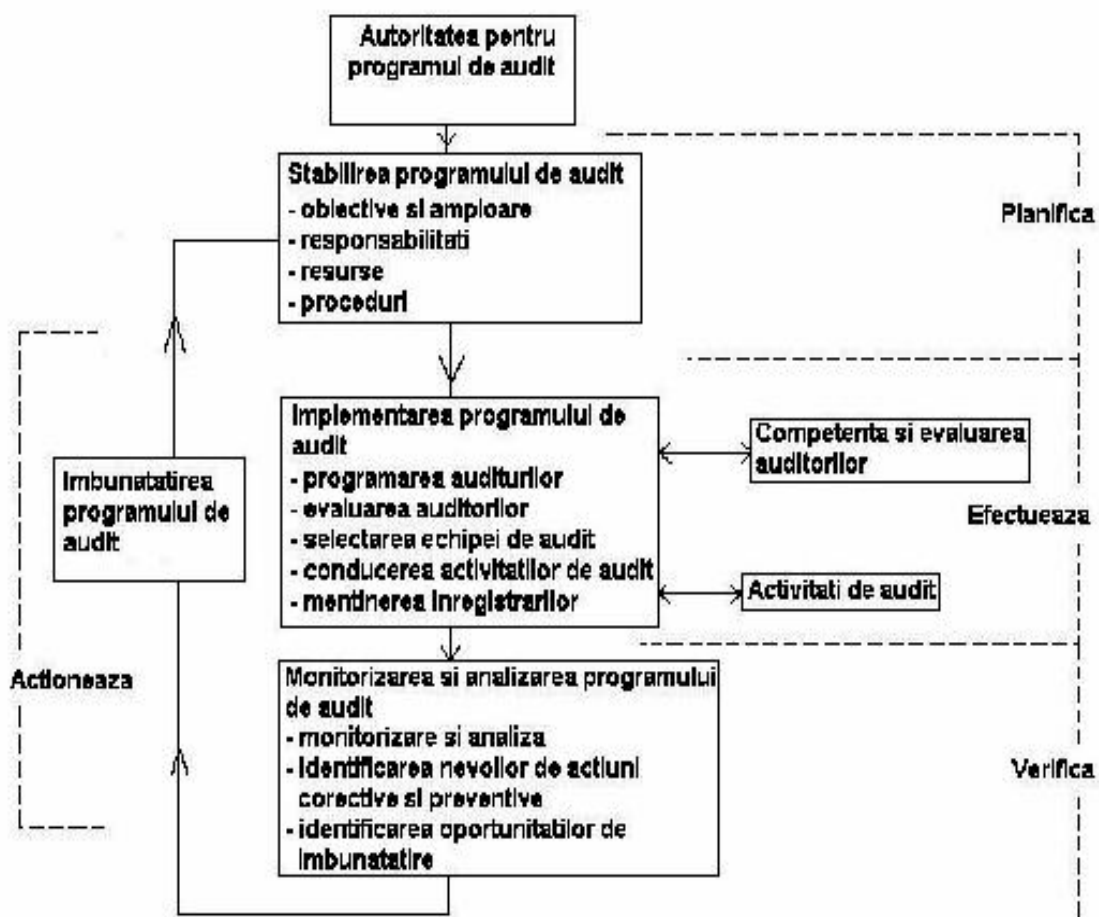 Autoritatea pentru
programul de audit
Stabilirea programului de audit
- obiective si amploare
- responsabilitati
- resurse
- proceduri
Planifica
Implementarea programului de
audit
- programarea auditurilor
- evaluarea auditorilor
- selectarea echipei de audit
- conducerea activitatilor de audit
- mentinerea inregistrarilor
Competenta si evaluarea
auditorilor
Efectueaza
Activitati de audit
Imbunatatirea
programului de
audit
Actioneaza
Monitorizarea si analizarea programului
de audit
- monitorizare si analiza
- identificarea nevoilor de actiuni
corective si preventive
- identificarea oportunitatilor de
imbunatatire
Verifica